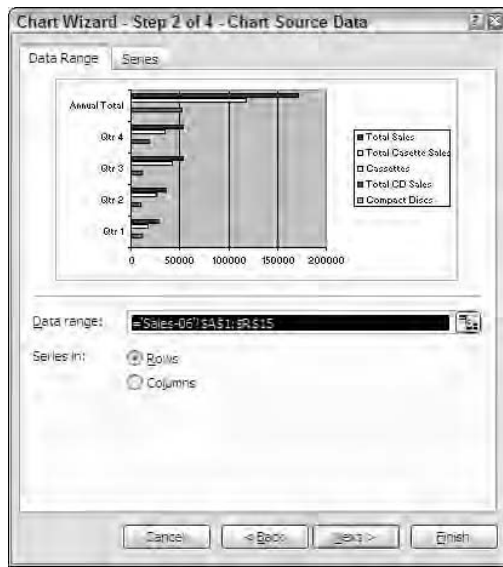 Chart Wizard - Step 2 of 4 - Chart Source Data
Data Range Series
Annual Total
Qtr 4
Qtr 3
Qtr 2
Qtr 1
0 50000 100000 150000 200000
Total Sales
Total Casette Sales
Cassettes
Total CD Sales
Compact Discs
Data range: ='Sales-06'!$A$1:$R$15
Series in: Rows
Columns
Cancel < Back Next > Finish